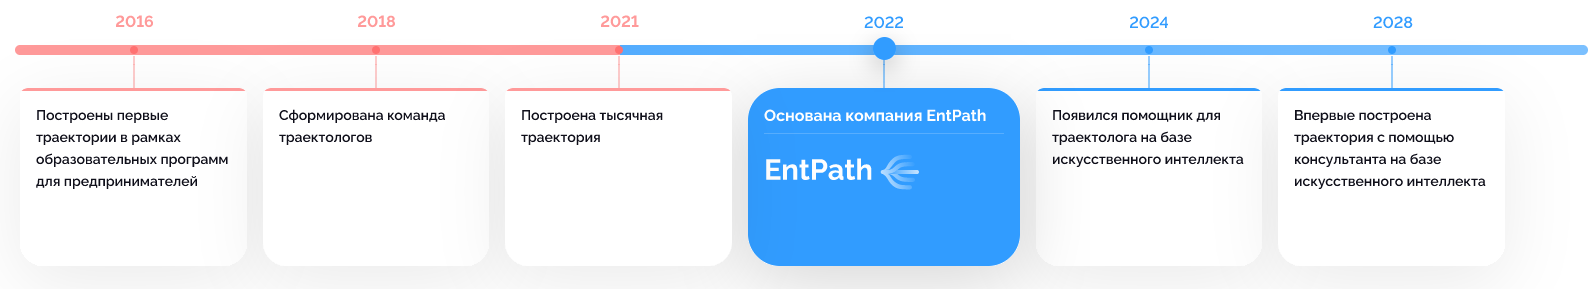 2016
Построены первые
траектории в рамках
образовательных программ
для предпринимателей
2018
Сформирована команда
траектологов
2021
Построена тысячная
траектория
2022
Основана компания EntPath
EntPath
2024
Появился помощник для
траектолога на базе
искусственного интеллекта
2028
Впервые построена
траектория с помощью
консультанта на базе
искусственного интеллекта